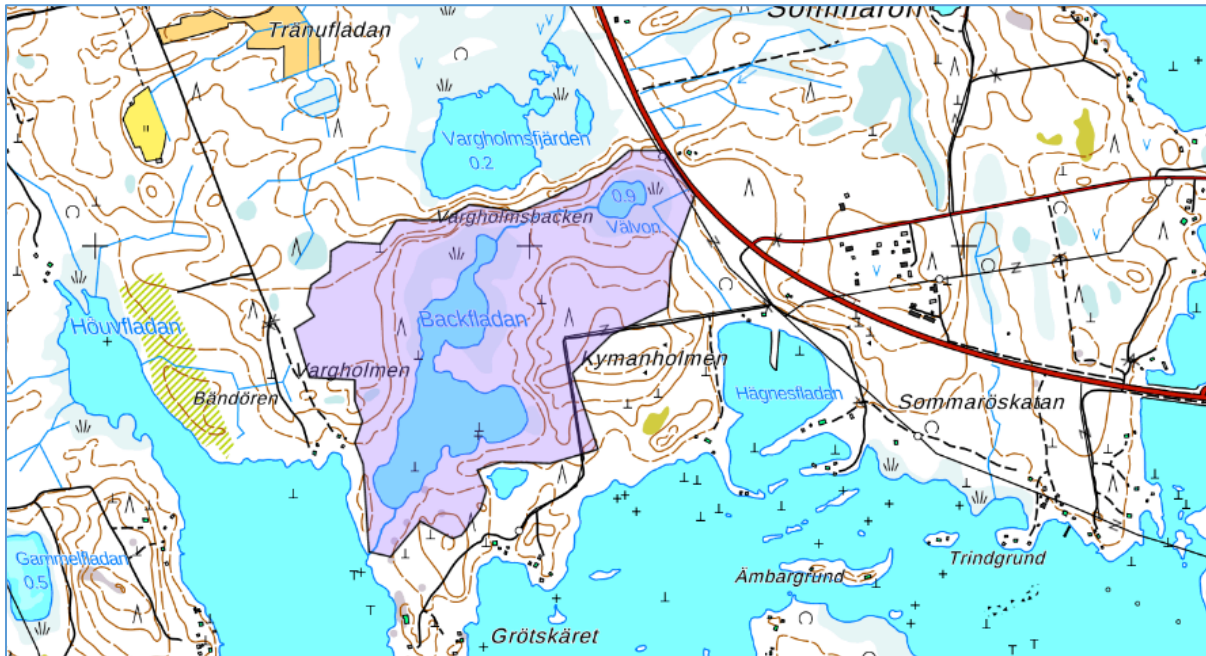 Sommarön
Tränufladan
Vargholmsfjärden
0.2
0.9
Vargholmsbacken
Välvon
Höuvfladan
Backfladan
Kymanholmen
Vargholmen
Bändören
Hägnesfladan
Sommaröskatan
Gammelfladan
0.5
Ämbargrund
Trindgrund
Grötskäret